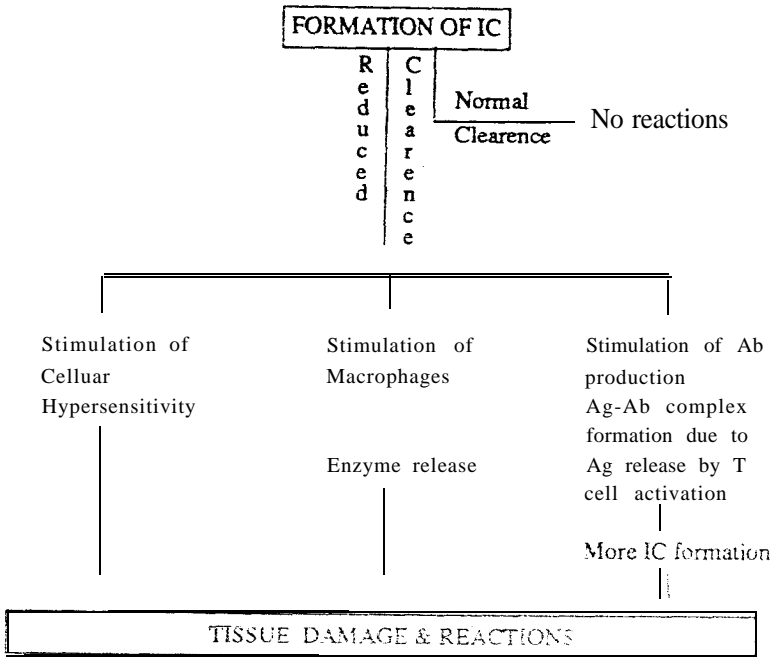 FORMATION OF IC
Reduced
Clearence
Normal
Clearence
No reactions
Stimulation of
Celluar
Hypersensitivity
Stimulation of
Macrophages
Enzyme release
Stimulation of Ab
production
Ag-Ab complex
formation due to
Ag release by T
cell activation
More IC formation
TISSUE DAMAGE & REACTIONS